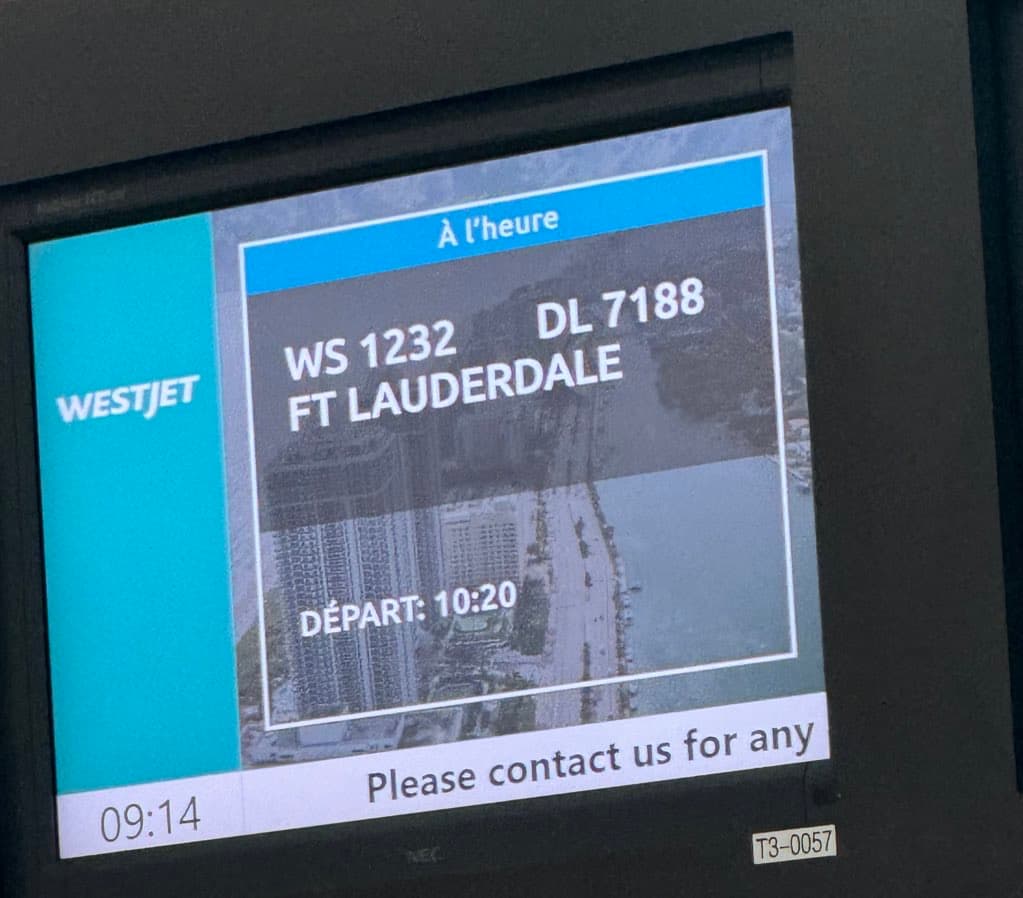 À l'heure
WS 1232 DL 7188
FT LAUDERDALE
WESTJET
DÉPART: 10:20
Please contact us for any
09:14
NEC
T3-0057